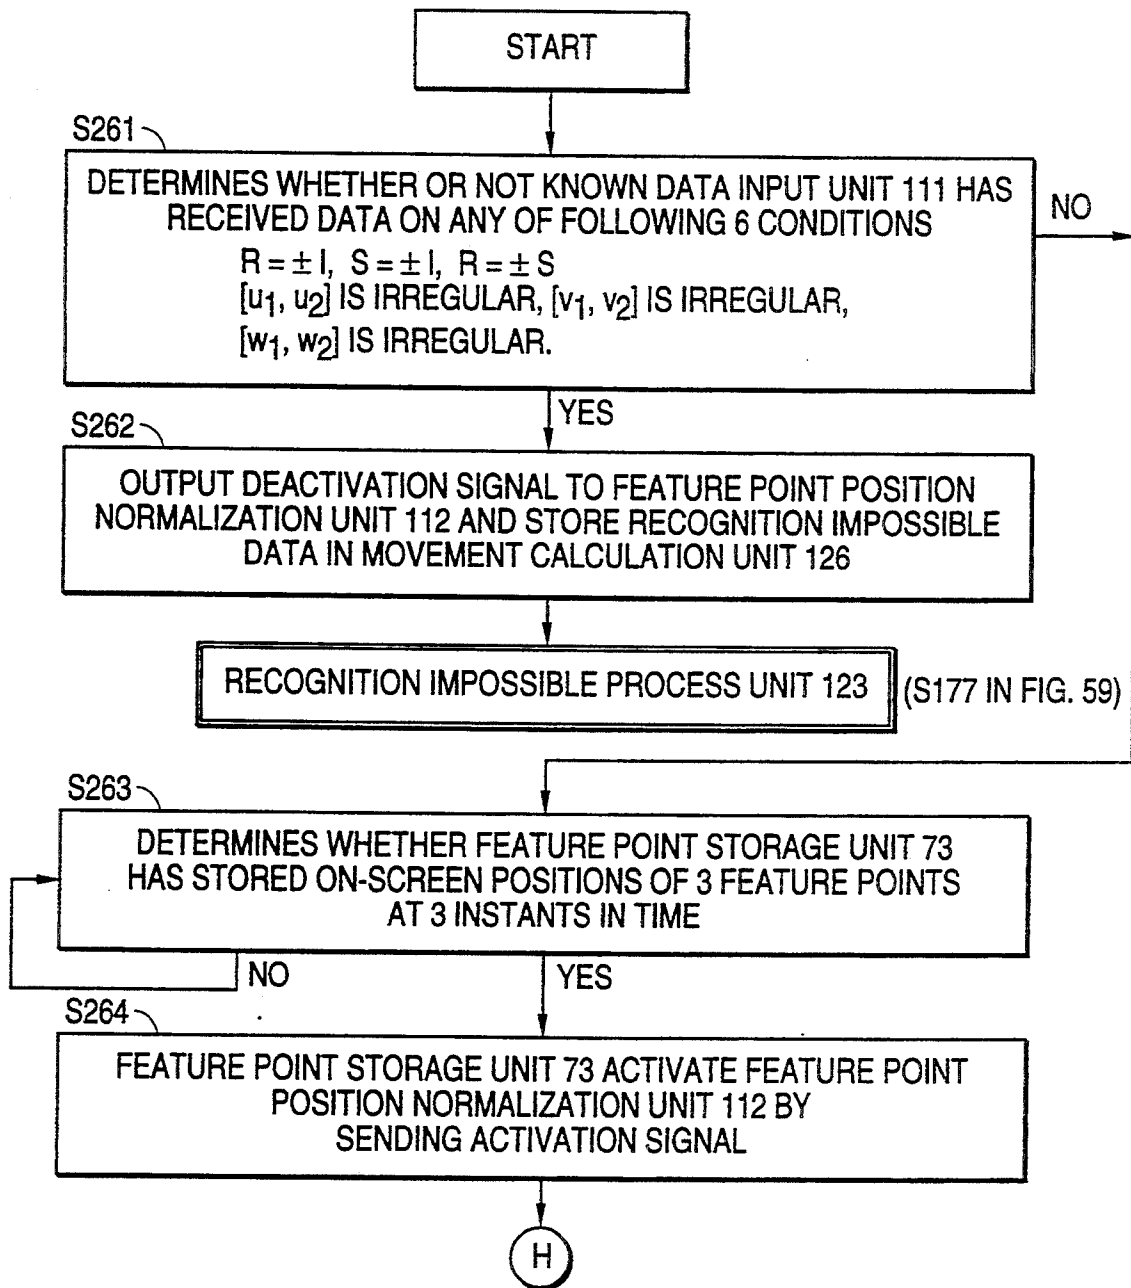 START
S261
DETERMINES WHETHER OR NOT KNOWN DATA INPUT UNIT 111 HAS
RECEIVED DATA ON ANY OF FOLLOWING 6 CONDITIONS
R = ± I, S = ± I, R = ± S
[u1, u2] IS IRREGULAR, [v1, v2] IS IRREGULAR,
[w1, w2] IS IRREGULAR.
NO
YES
S262
OUTPUT DEACTIVATION SIGNAL TO FEATURE POINT POSITION
NORMALIZATION UNIT 112 AND STORE RECOGNITION IMPOSSIBLE
DATA IN MOVEMENT CALCULATION UNIT 126
RECOGNITION IMPOSSIBLE PROCESS UNIT 123
(S177 IN FIG. 59)
S263
DETERMINES WHETHER FEATURE POINT STORAGE UNIT 73
HAS STORED ON-SCREEN POSITIONS OF 3 FEATURE POINTS
AT 3 INSTANTS IN TIME
NO
YES
S264
FEATURE POINT STORAGE UNIT 73 ACTIVATE FEATURE POINT
POSITION NORMALIZATION UNIT 112 BY
SENDING ACTIVATION SIGNAL
H